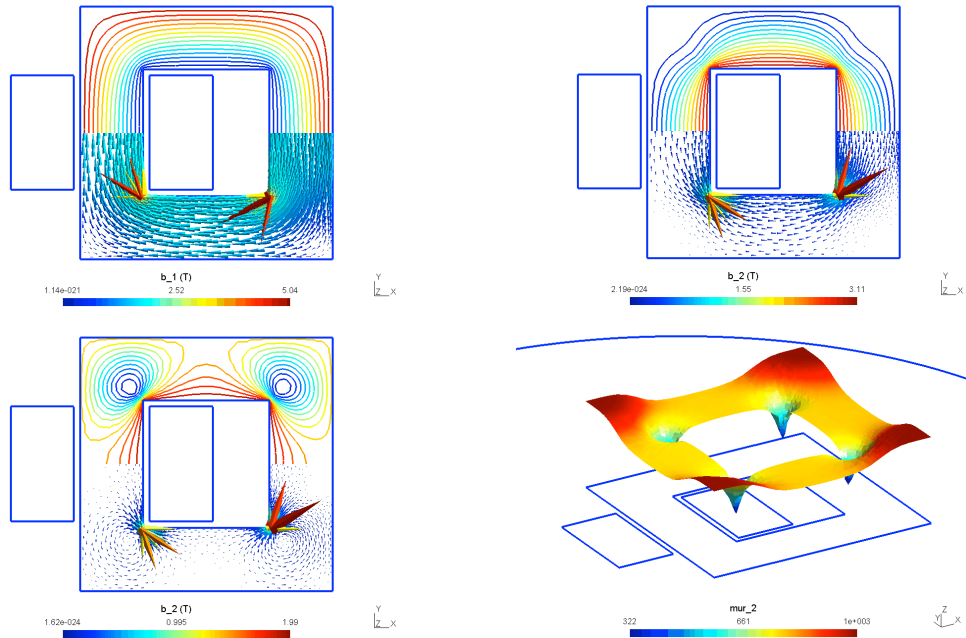 b_1 (T)
1.14e-021 2.52 5.04
Y
Z X
b_2 (T)
2.19e-024 1.55 3.11
Y
Z X
b_2 (T)
1.62e-024 0.995 1.99
Y
Z X
mur_2
322 661 1e+003
Z
Y X